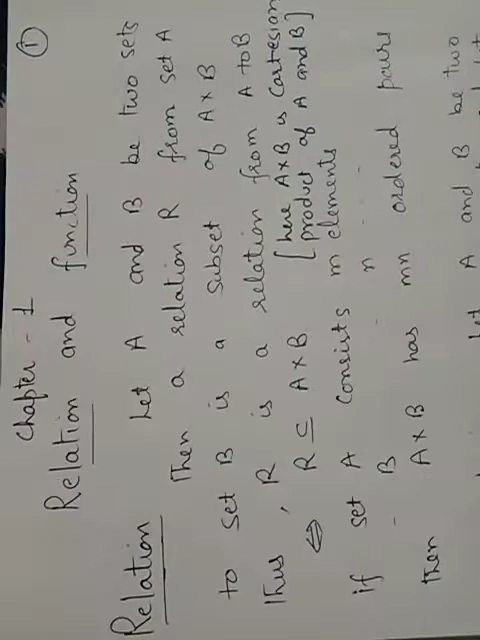 ①
Chapter - 1
Relation and function
Relation Let A and B be two sets
Then a relation R from set A
to set B is a subset of A × B
Thus, R is a relation from A to B
⇔ R ⊆ A × B [here A×B is Cartesian
product of A and B]
if set A consists m elements
- B " n " "
then A × B has mn ordered pairs
Let A and B be two